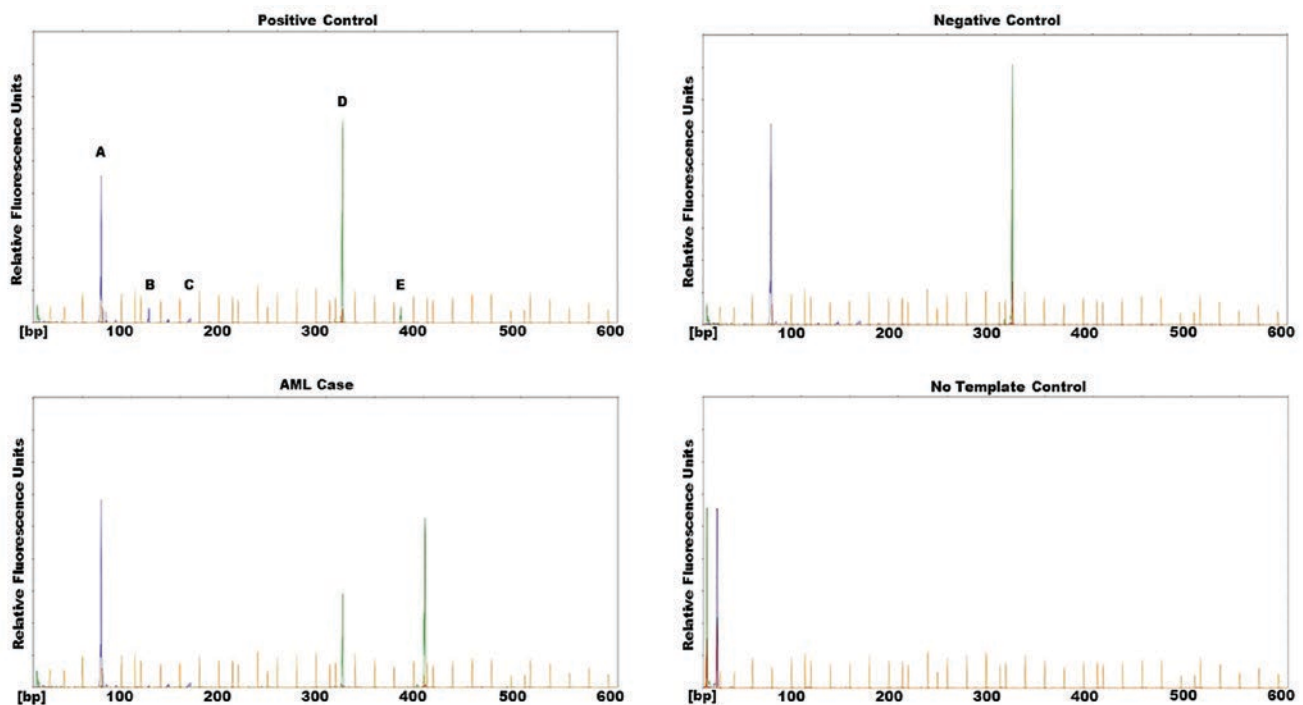 Positive Control
Relative Fluorescence Units
A
B
C
D
E
[bp] 100 200 300 400 500 600
Negative Control
Relative Fluorescence Units
[bp] 100 200 300 400 500 600
AML Case
Relative Fluorescence Units
[bp] 100 200 300 400 500 600
No Template Control
Relative Fluorescence Units
[bp] 100 200 300 400 500 600